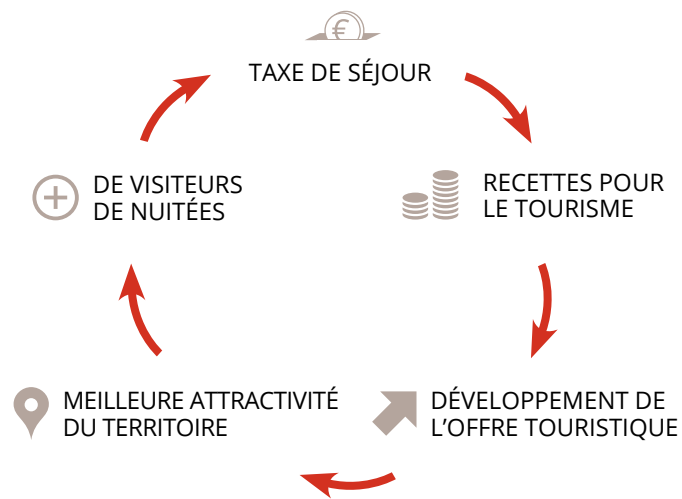 €
TAXE DE SÉJOUR
RECETTES POUR
LE TOURISME
DÉVELOPPEMENT DE
L'OFFRE TOURISTIQUE
MEILLEURE ATTRACTIVITÉ
DU TERRITOIRE
+ DE VISITEURS
DE NUITÉES